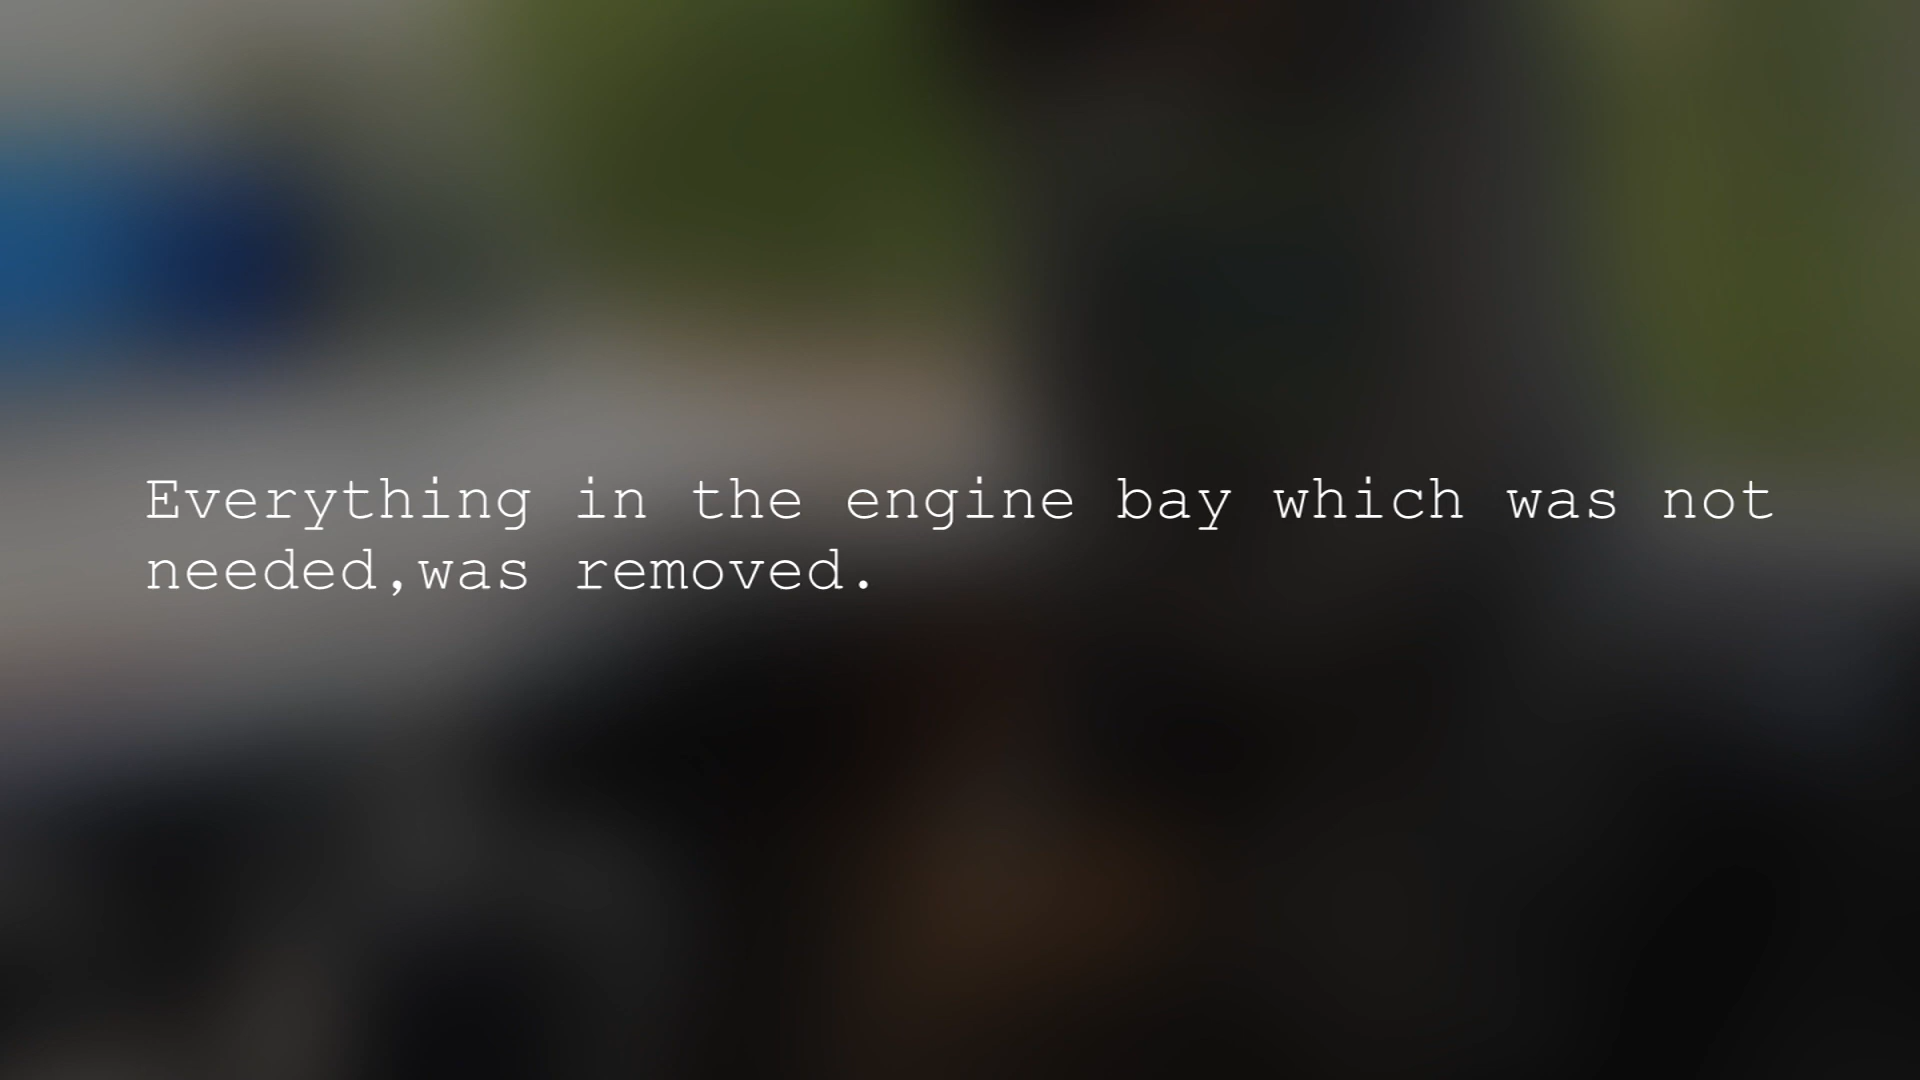 Everything in the engine bay which was not
needed,was removed.